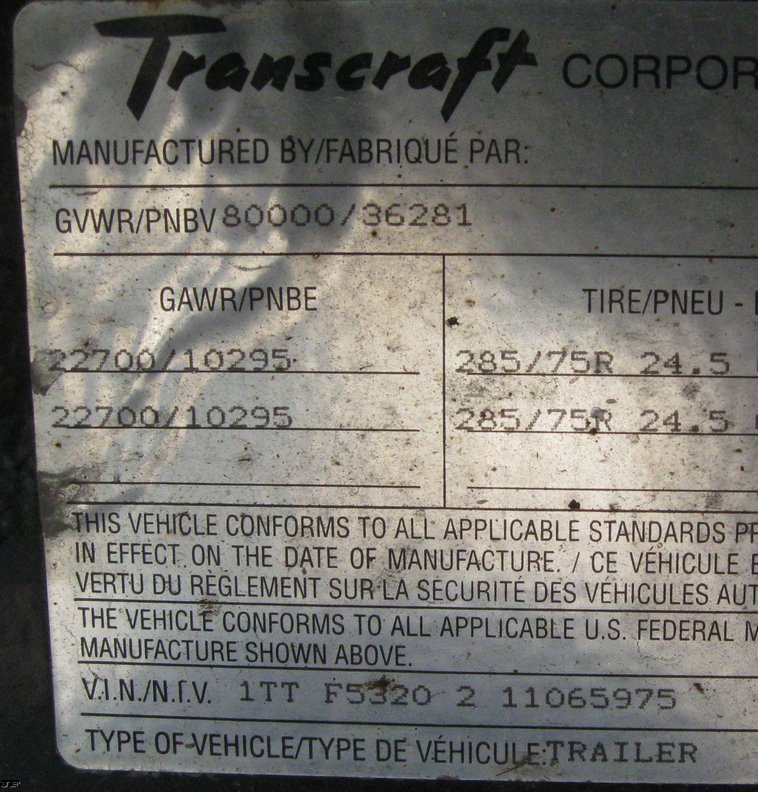 Transcraft CORPOR
MANUFACTURED BY/FABRIQUÉ PAR:
GVWR/PNBV 80000/36281
GAWR/PNBE TIRE/PNEU -
22700/10295 285/75R 24.5
22700/10295 285/75R 24.5
THIS VEHICLE CONFORMS TO ALL APPLICABLE STANDARDS PR
IN EFFECT ON THE DATE OF MANUFACTURE. / CE VÉHICULE E
VERTU DU RÈGLEMENT SUR LA SÉCURITÉ DES VÉHICULES AUT
THE VEHICLE CONFORMS TO ALL APPLICABLE U.S. FEDERAL M
MANUFACTURE SHOWN ABOVE.
V.I.N./N.I.V. 1TT F5320 2 11065975
TYPE OF VEHICLE/TYPE DE VÉHICULE:TRAILER